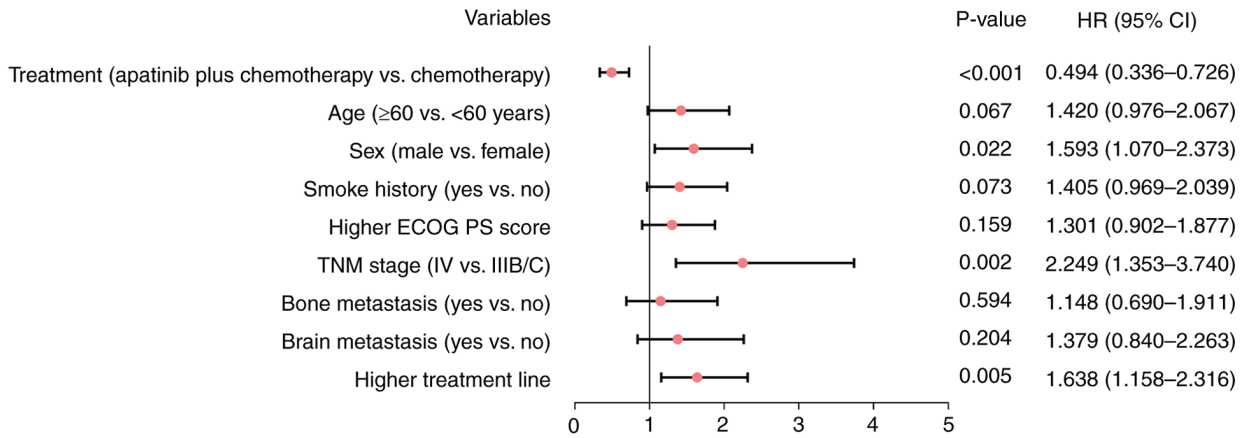 Variables P-value HR (95% CI)
Treatment (apatinib plus chemotherapy vs. chemotherapy) <0.001 0.494 (0.336–0.726)
Age (≥60 vs. <60 years) 0.067 1.420 (0.976–2.067)
Sex (male vs. female) 0.022 1.593 (1.070–2.373)
Smoke history (yes vs. no) 0.073 1.405 (0.969–2.039)
Higher ECOG PS score 0.159 1.301 (0.902–1.877)
TNM stage (IV vs. IIIB/C) 0.002 2.249 (1.353–3.740)
Bone metastasis (yes vs. no) 0.594 1.148 (0.690–1.911)
Brain metastasis (yes vs. no) 0.204 1.379 (0.840–2.263)
Higher treatment line 0.005 1.638 (1.158–2.316)
0 1 2 3 4 5